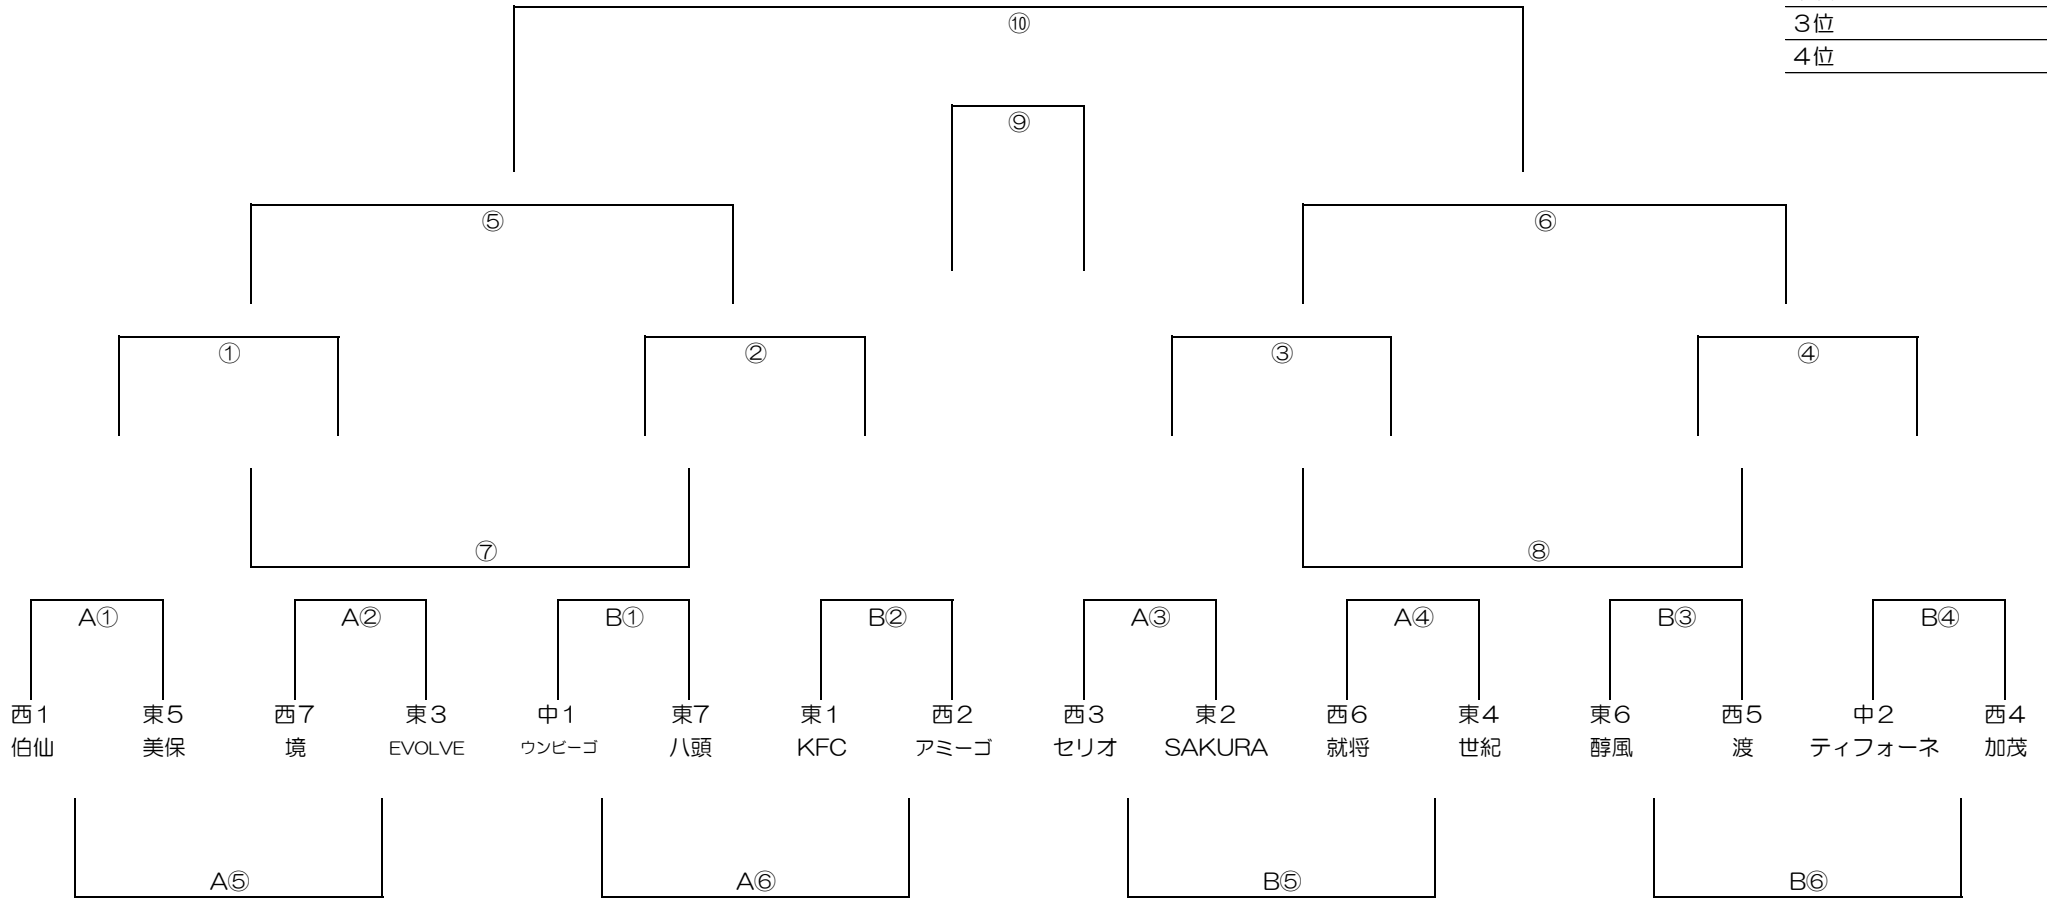 ⑩
3位
4位
⑨
⑤ ⑥
① ② ③ ④
⑦ ⑧
A① A② B① B② A③ A④ B③ B④
西1 東5 西7 東3 中1 東7 東1 西2 西3 東2 西6 東4 東6 西5 中2 西4
伯仙 美保 境 EVOLVE ウンビーゴ 八頭 KFC アミーゴ セリオ SAKURA 就将 世紀 醇風 渡 ティフォーネ 加茂
A⑤ A⑥ B⑤ B⑥